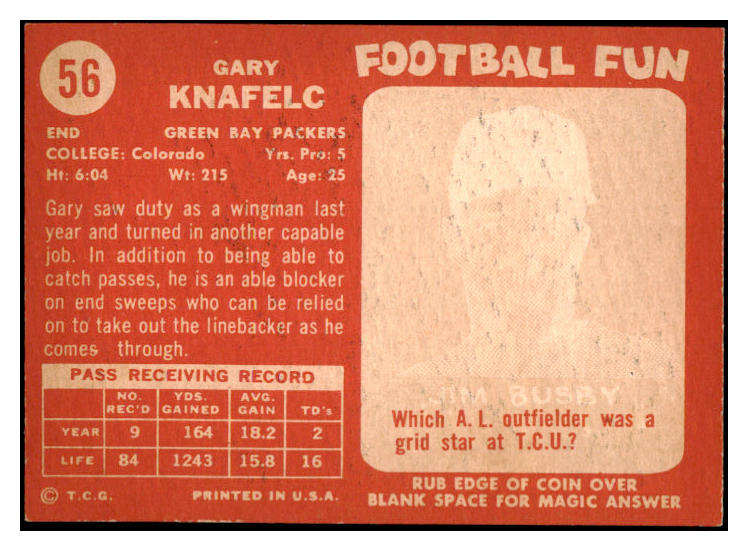 56
GARY
KNAFELC
END GREEN BAY PACKERS
COLLEGE: Colorado Yrs. Pro: 5
Ht: 6:04 Wt: 215 Age: 25
Gary saw duty as a wingman last
year and turned in another capable
job. In addition to being able to
catch passes, he is an able blocker
on end sweeps who can be relied
on to take out the linebacker as he
comes through.
PASS RECEIVING RECORD
NO. REC'D YDS. GAINED AVG. GAIN TD's
YEAR 9 164 18.2 2
LIFE 84 1243 15.8 16
© T.C.G. PRINTED IN U.S.A.
FOOTBALL FUN
JIM BUSBY
Which A. L. outfielder was a
grid star at T.C.U.?
RUB EDGE OF COIN OVER
BLANK SPACE FOR MAGIC ANSWER